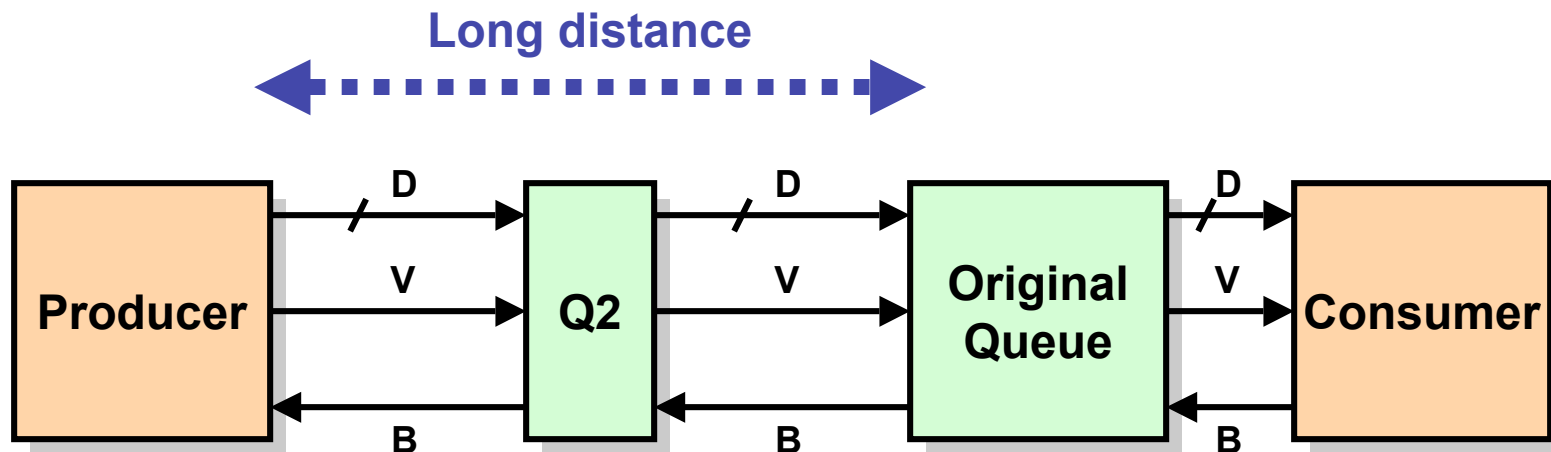 Long distance
D
D
D
V
V
V
Producer
Q2
Original
Queue
Consumer
B
B
B